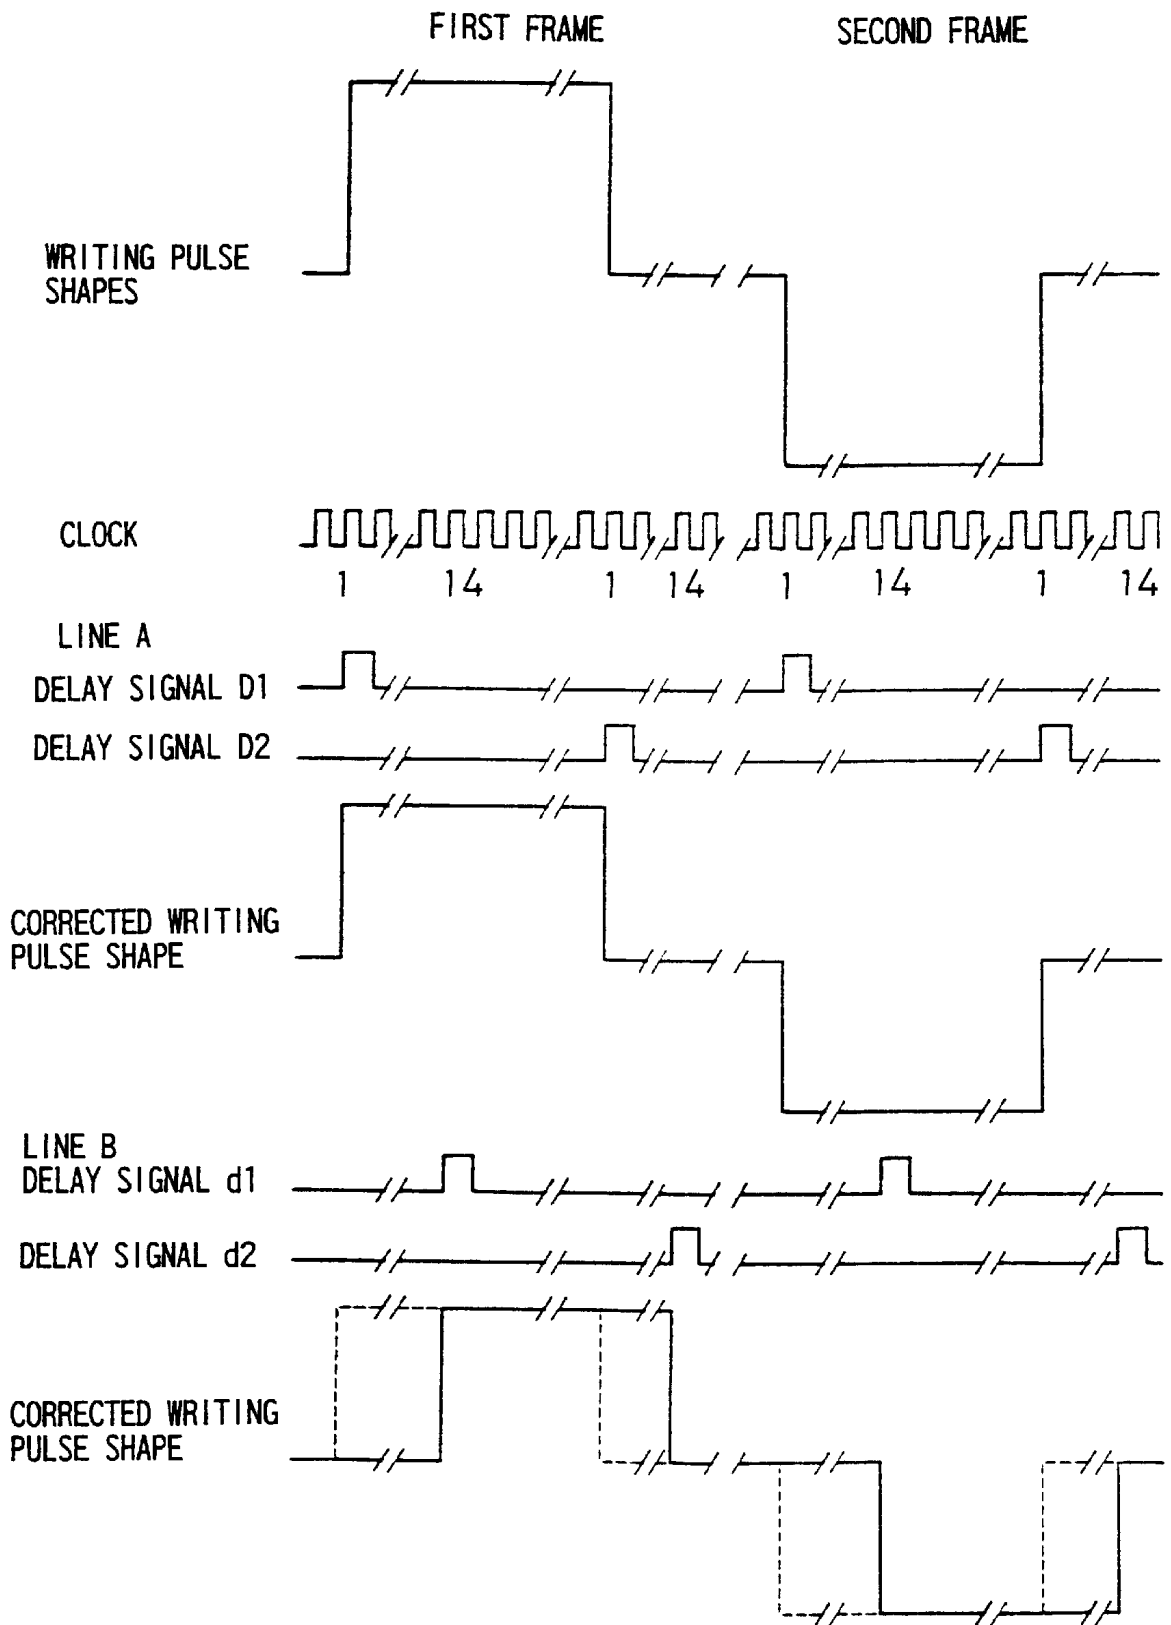 FIRST FRAME
SECOND FRAME
WRITING PULSE
SHAPES
CLOCK
1 14 1 14 1 14 1 14
LINE A
DELAY SIGNAL D1
DELAY SIGNAL D2
CORRECTED WRITING
PULSE SHAPE
LINE B
DELAY SIGNAL d1
DELAY SIGNAL d2
CORRECTED WRITING
PULSE SHAPE